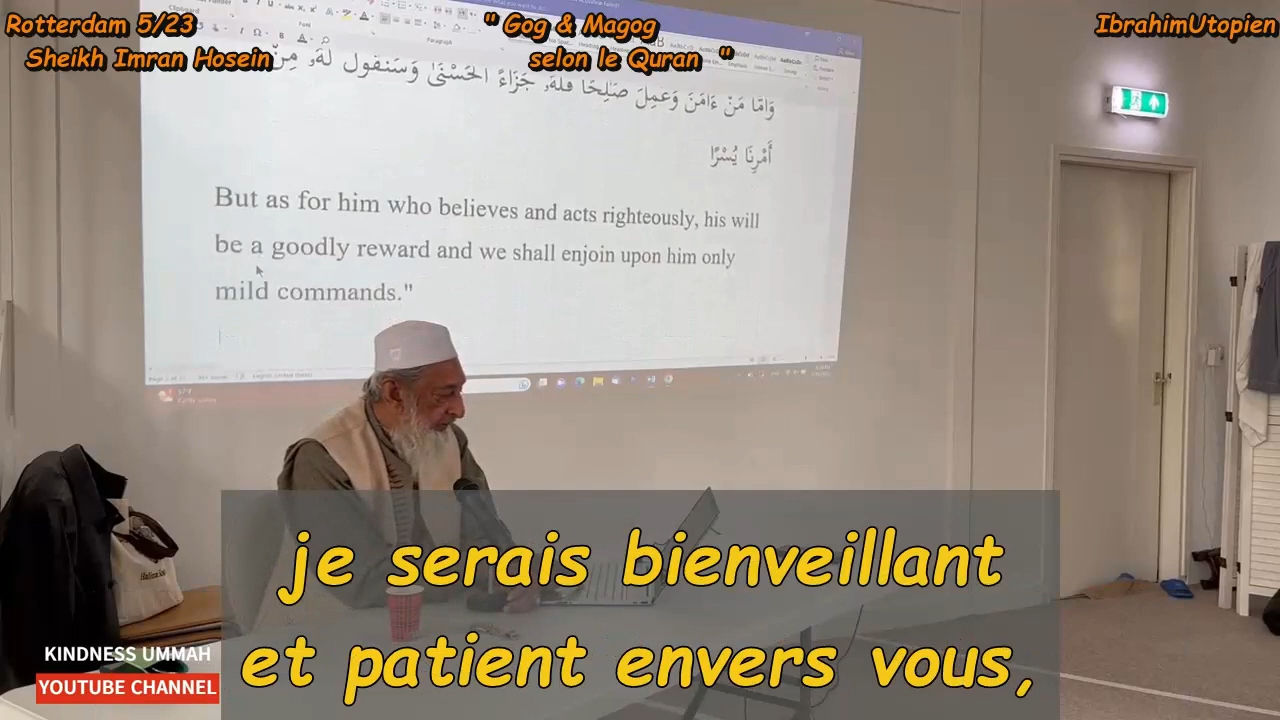 Rotterdam 5/23
Sheikh Imran Hosein
" Gog & Magog
selon le Quran "
IbrahimUtopien
وَأَمَّا مَنْ ءَامَنَ وَعَمِلَ صَٰلِحًا فَلَهُۥ جَزَآءً ٱلْحُسْنَىٰ وَسَنَقُولُ لَهُۥ مِنْ
أَمْرِنَا يُسْرًا
But as for him who believes and acts righteously, his will
be a goodly reward and we shall enjoin upon him only
mild commands."
je serais bienveillant
et patient envers vous,
KINDNESS UMMAH
YOUTUBE CHANNEL